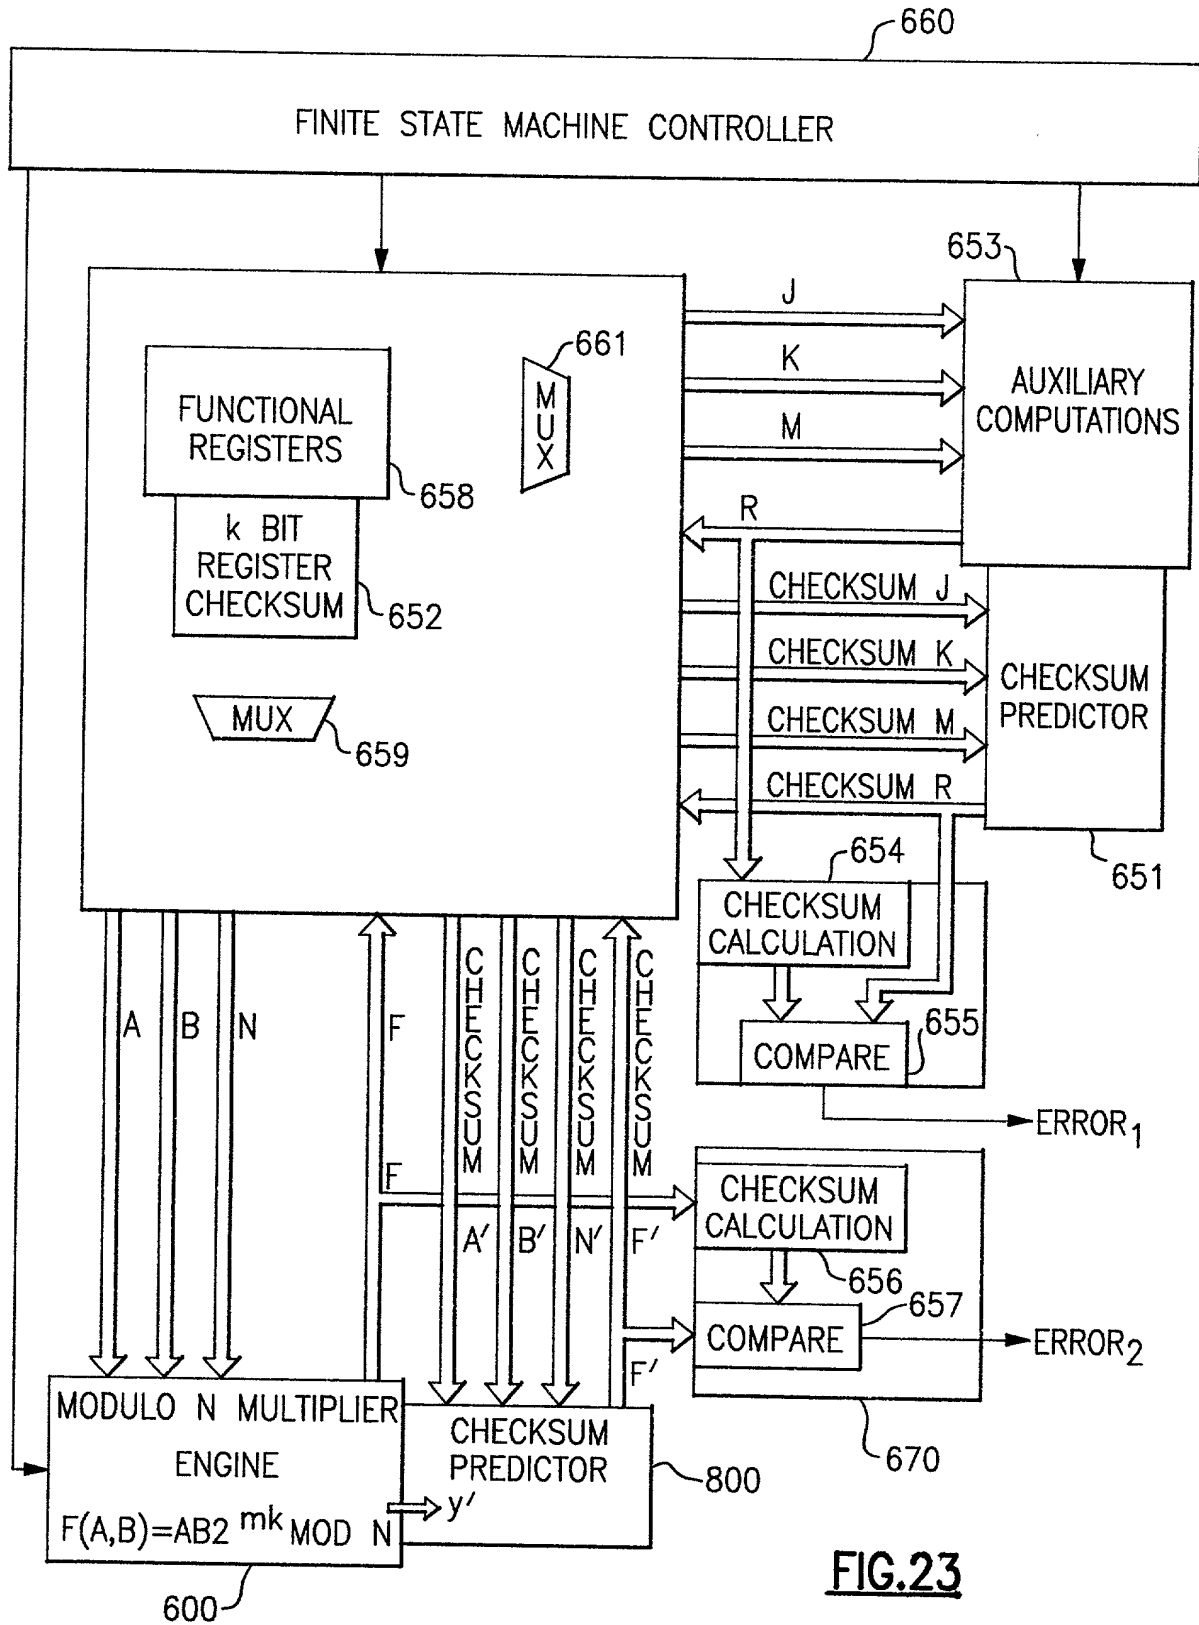 660
FINITE STATE MACHINE CONTROLLER
653
J
661
K
MUX
AUXILIARY
COMPUTATIONS
FUNCTIONAL
REGISTERS
M
658
R
k BIT
REGISTER
CHECKSUM
652
CHECKSUM J
CHECKSUM K
CHECKSUM
PREDICTOR
CHECKSUM M
MUX
659
CHECKSUM R
654
651
CHECKSUM
CALCULATION
A
B
N
F
CHECKSUM
CHECKSUM
CHECKSUM
CHECKSUM
655
COMPARE
ERROR1
F
CHECKSUM
CALCULATION
A'
B'
N'
F'
656
657
COMPARE
ERROR2
F'
MODULO N MULTIPLIER
ENGINE
F(A,B)=AB2 mk MOD N
CHECKSUM
PREDICTOR
y'
800
670
600
FIG.23